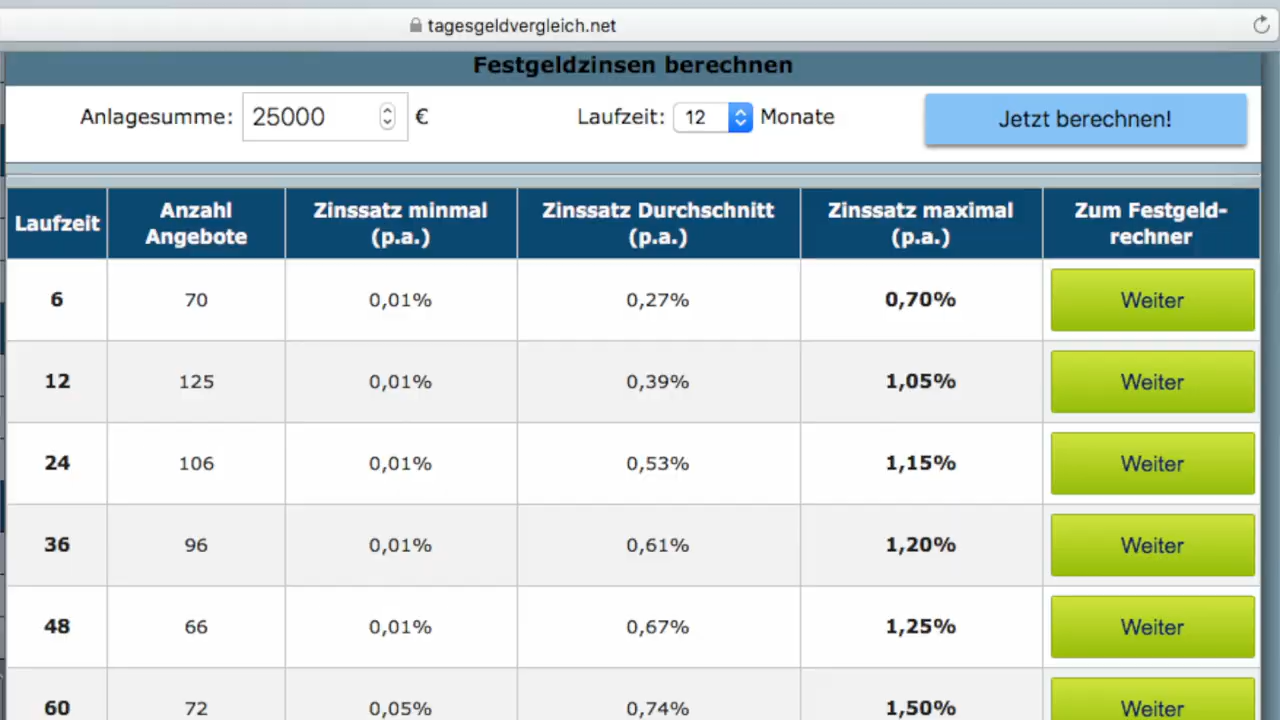 tagesgeldvergleich.net
Festgeldzinsen berechnen
Anlagesumme: 25000 € Laufzeit: 12 Monate Jetzt berechnen!
Laufzeit Anzahl Angebote Zinssatz minmal (p.a.) Zinssatz Durchschnitt (p.a.) Zinssatz maximal (p.a.) Zum Festgeld-rechner
6 70 0,01% 0,27% 0,70% Weiter
12 125 0,01% 0,39% 1,05% Weiter
24 106 0,01% 0,53% 1,15% Weiter
36 96 0,01% 0,61% 1,20% Weiter
48 66 0,01% 0,67% 1,25% Weiter
60 72 0,05% 0,74% 1,50% Weiter